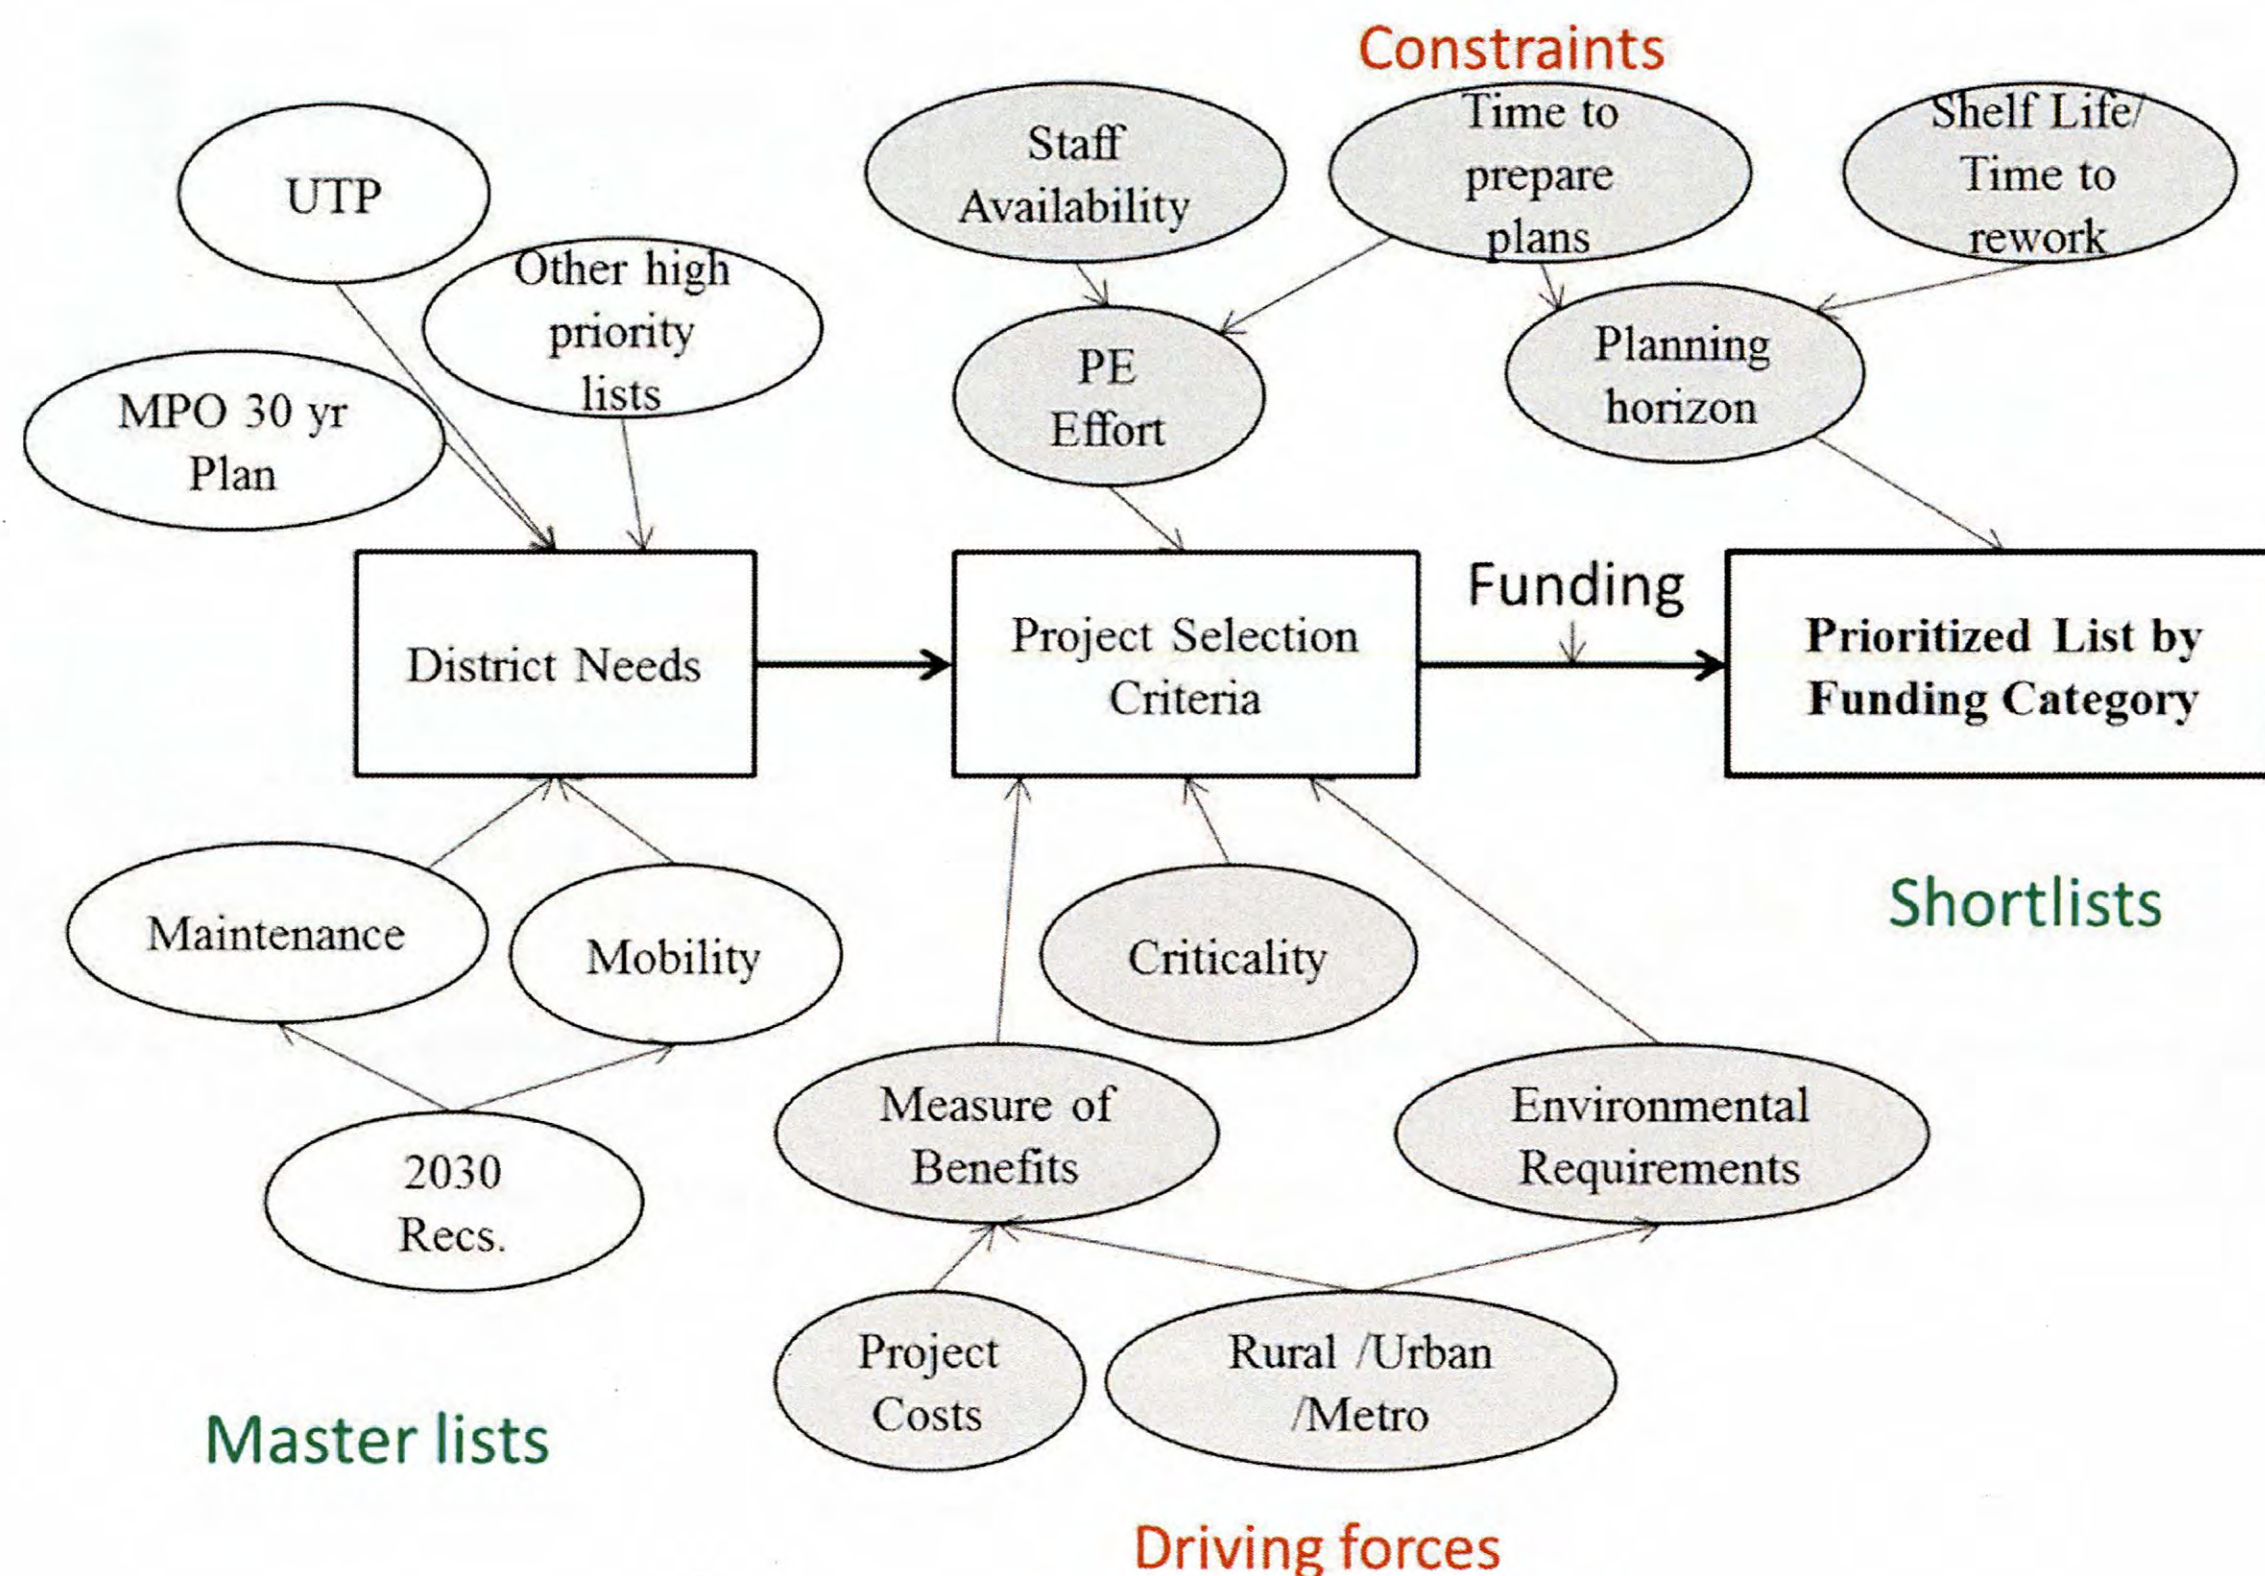 Constraints
UTP
Staff
Availability
Time to
prepare
plans
Shelf Life/
Time to
rework
Other high
priority
lists
MPO 30 yr
Plan
PE
Effort
Planning
horizon
District Needs
Project Selection
Criteria
Funding
Prioritized List by
Funding Category
Maintenance
Mobility
Criticality
Shortlists
2030
Recs.
Measure of
Benefits
Environmental
Requirements
Project
Costs
Rural /Urban
/Metro
Master lists
Driving forces